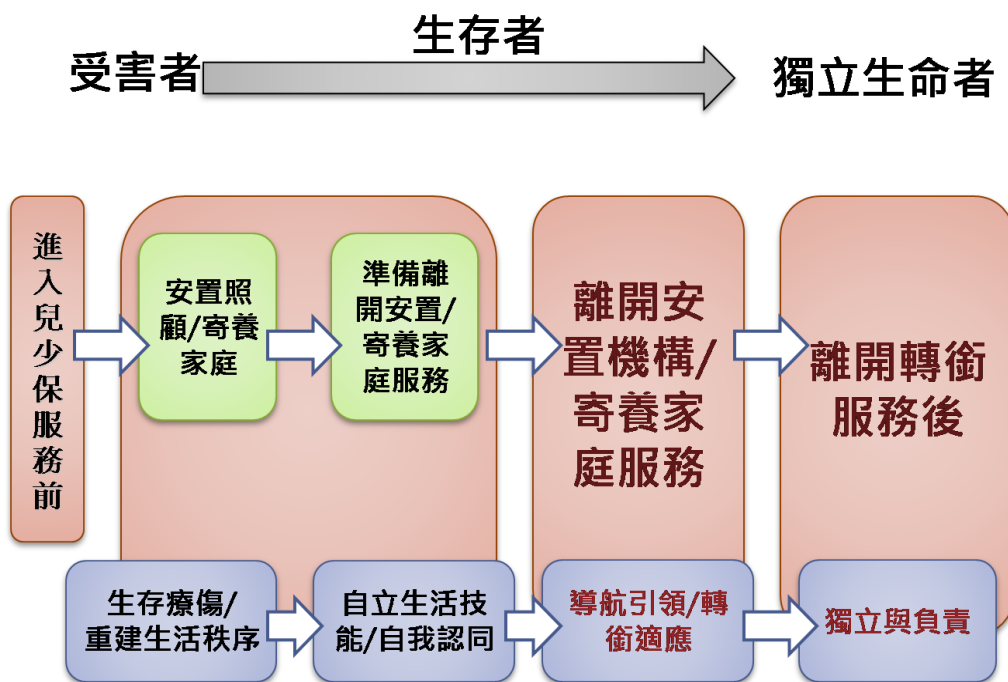 生存者
受害者
獨立生命者
進入兒少保服務前
安置照
顧/寄養
家庭
準備離
開安置/
寄養家
庭服務
離開安
置機構/
寄養家
庭服務
離開轉銜
服務後
生存療傷/
重建生活秩序
自立生活技
能/自我認同
導航引領/轉
銜適應
獨立與負責